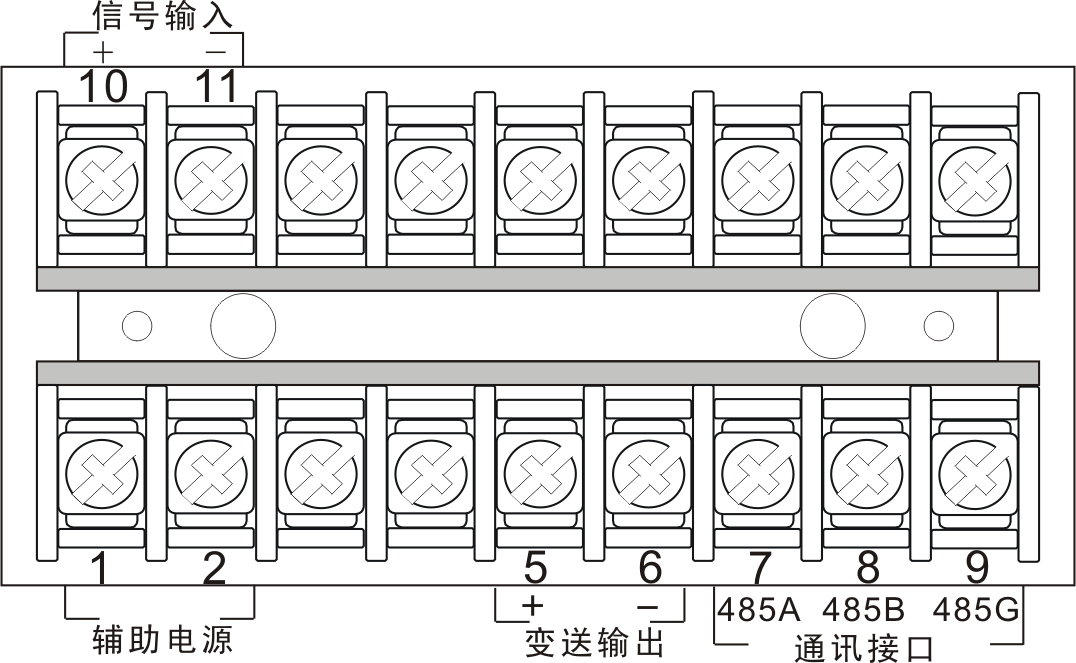 信号输入
+ −
10 11
1 2 5 6 7 8 9
+ − 485A 485B 485G
辅助电源 变送输出 通讯接口